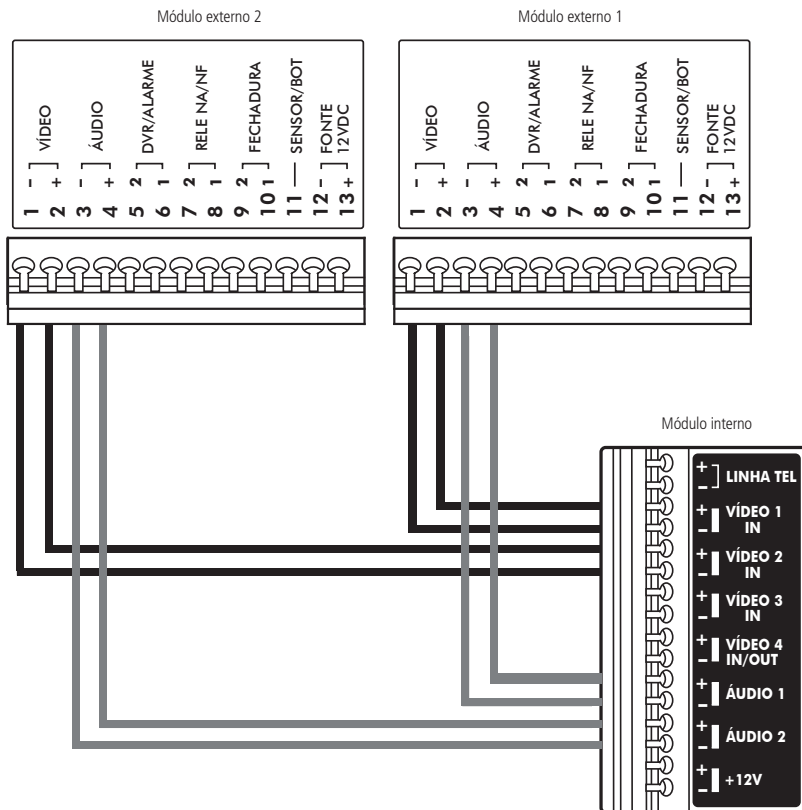 Módulo externo 2
VÍDEO
ÁUDIO
DVR/ALARME
RELE NA/NF
FECHADURA
SENSOR/BOT
FONTE
12VDC
- + - + 2 1 2 1 2 1 - +
1 2 3 4 5 6 7 8 9 10 11 12 13
Módulo externo 1
VÍDEO
ÁUDIO
DVR/ALARME
RELE NA/NF
FECHADURA
SENSOR/BOT
FONTE
12VDC
- + - + 2 1 2 1 2 1 - +
1 2 3 4 5 6 7 8 9 10 11 12 13
Módulo interno
+
- LINHA TEL
+ VÍDEO 1
- IN
+ VÍDEO 2
- IN
+ VÍDEO 3
- IN
+ VÍDEO 4
- IN/OUT
+
- ÁUDIO 1
+
- ÁUDIO 2
+
- +12V